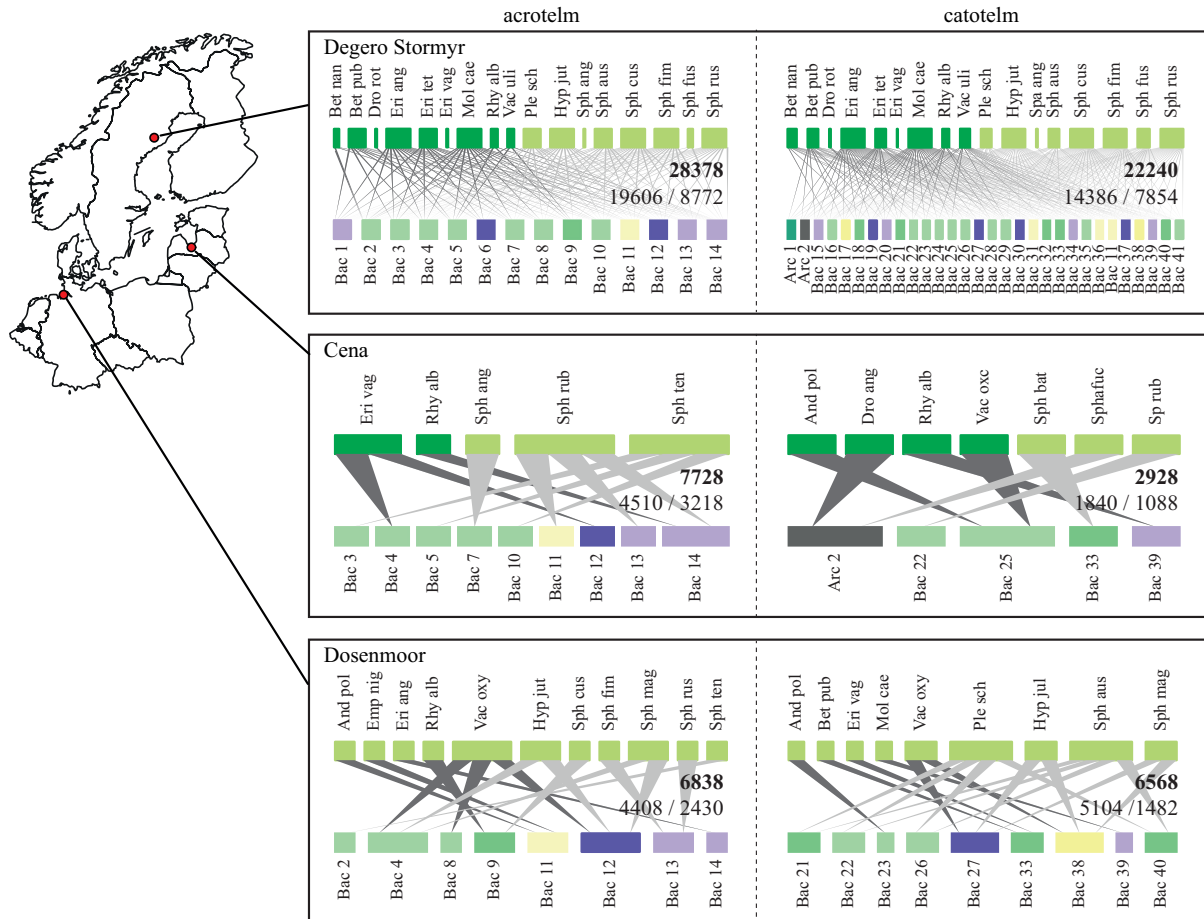 acrotelm
catotelm
Degero Stormyr
Bet nan
Bet pub
Dro rot
Eri ang
Eri tet
Eri vag
Mol cae
Rhy alb
Vac uli
Ple sch
Hyp jut
Sph ang
Sph aus
Sph cus
Sph fim
Sph fus
Sph rus
28378
19606 / 8772
Bac 1
Bac 2
Bac 3
Bac 4
Bac 5
Bac 6
Bac 7
Bac 8
Bac 9
Bac 10
Bac 11
Bac 12
Bac 13
Bac 14
Bet nan
Bet pub
Dro rot
Eri ang
Eri tet
Eri vag
Mol cae
Rhy alb
Vac uli
Ple sch
Hyp jut
Spa ang
Sph aus
Sph cus
Sph fim
Sph fus
Sph rus
22240
14386 / 7854
Arc 1
Arc 2
Bac 15
Bac 16
Bac 17
Bac 18
Bac 19
Bac 20
Bac 21
Bac 22
Bac 23
Bac 24
Bac 25
Bac 26
Bac 27
Bac 28
Bac 29
Bac 30
Bac 31
Bac 32
Bac 33
Bac 34
Bac 35
Bac 36
Bac 11
Bac 37
Bac 38
Bac 39
Bac 40
Bac 41
Cena
Eri vag
Rhy alb
Sph ang
Sph rub
Sph ten
7728
4510 / 3218
Bac 3
Bac 4
Bac 5
Bac 7
Bac 10
Bac 11
Bac 12
Bac 13
Bac 14
And pol
Dro ang
Rhy alb
Vac oxc
Sph bat
Sphafuc
Sp rub
2928
1840 / 1088
Arc 2
Bac 22
Bac 25
Bac 33
Bac 39
Dosenmoor
And pol
Emp nig
Eri ang
Rhy alb
Vac oxy
Hyp jut
Sph cus
Sph fim
Sph mag
Sph rus
Sph ten
6838
4408 / 2430
Bac 2
Bac 4
Bac 8
Bac 9
Bac 11
Bac 12
Bac 13
Bac 14
And pol
Bet pub
Eri vag
Mol cae
Vac oxy
Ple sch
Hyp jul
Sph aus
Sph mag
6568
5104 /1482
Bac 21
Bac 22
Bac 23
Bac 26
Bac 27
Bac 33
Bac 38
Bac 39
Bac 40